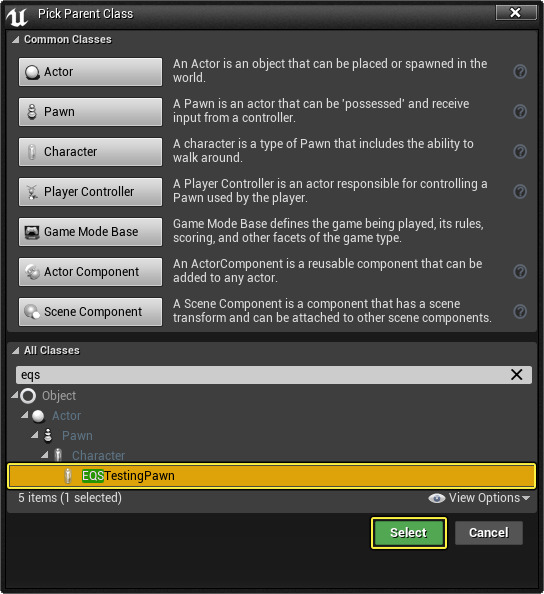 Pick Parent Class
Common Classes
Actor
An Actor is an object that can be placed or spawned in the
world.
Pawn
A Pawn is an actor that can be 'possessed' and receive
input from a controller.
Character
A character is a type of Pawn that includes the ability to
walk around.
Player Controller
A Player Controller is an actor responsible for controlling a
Pawn used by the player.
Game Mode Base
Game Mode Base defines the game being played, its rules,
scoring, and other facets of the game type.
Actor Component
An ActorComponent is a reusable component that can be
added to any actor.
Scene Component
A Scene Component is a component that has a scene
transform and can be attached to other scene components.
All Classes
eqs
Object
Actor
Pawn
Character
EQSTestingPawn
5 items (1 selected)
View Options
Select
Cancel